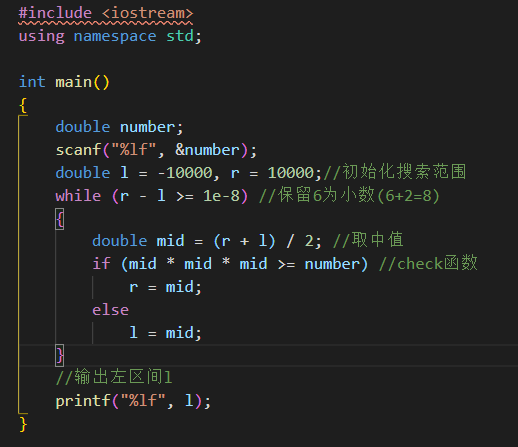 #include <iostream>
using namespace std;

int main()
{
    double number;
    scanf("%lf", &number);
    double l = -10000, r = 10000;//初始化搜索范围
    while (r - l >= 1e-8) //保留6为小数(6+2=8)
    {
        double mid = (r + l) / 2; //取中值
        if (mid * mid * mid >= number) //check函数
            r = mid;
        else
            l = mid;
    }
    //输出左区间l
    printf("%lf", l);
}